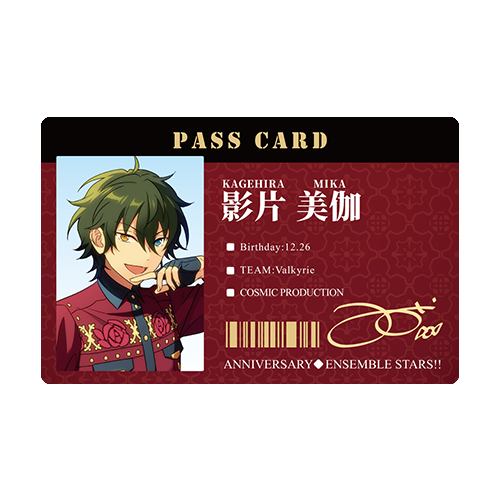 PASS CARD
KAGEHIRA MIKA
影片 美伽
Birthday:12.26
TEAM:Valkyrie
COSMIC PRODUCTION
ANNIVERSARY◆ENSEMBLE STARS!!